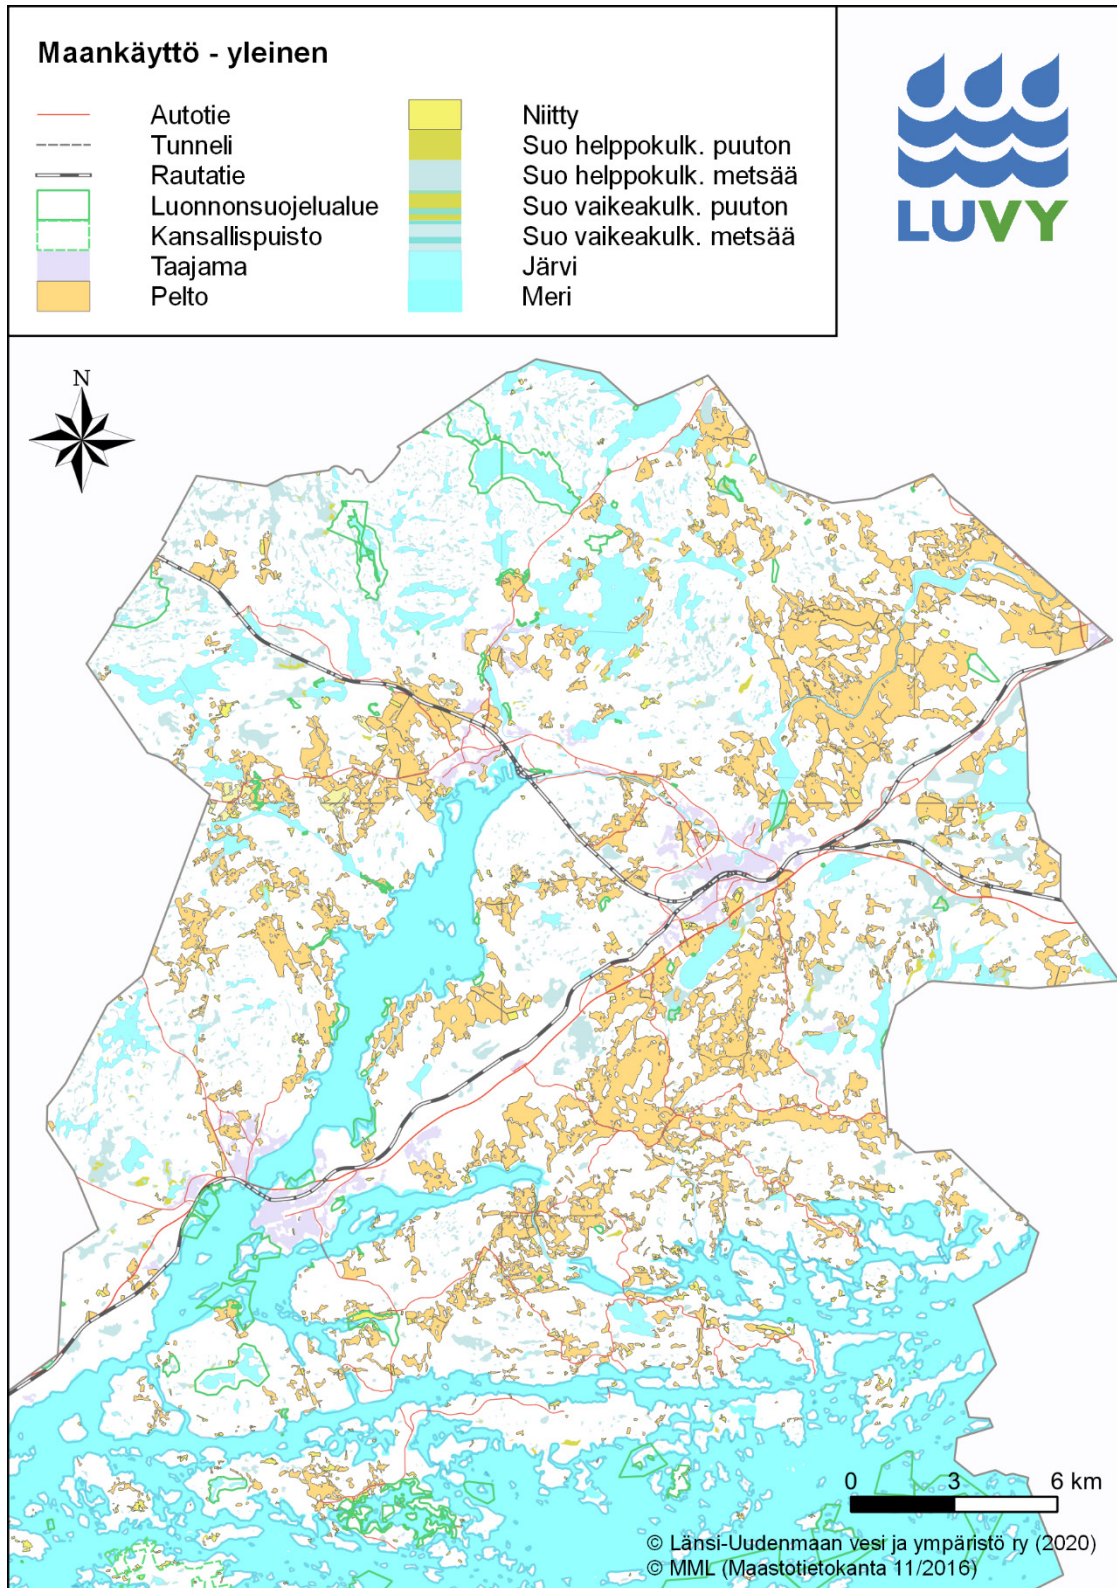 Maankäyttö - yleinen
Autotie
Tunneli
Rautatie
Luonnonsuojelualue
Kansallispuisto
Taajama
Pelto
Niitty
Suo helppokulk. puuton
Suo helppokulk. metsää
Suo vaikeakulk. puuton
Suo vaikeakulk. metsää
Järvi
Meri
LUVY
N
0 3 6 km
© Länsi-Uudenmaan vesi ja ympäristö ry (2020)
© MML (Maastotietokanta 11/2016)